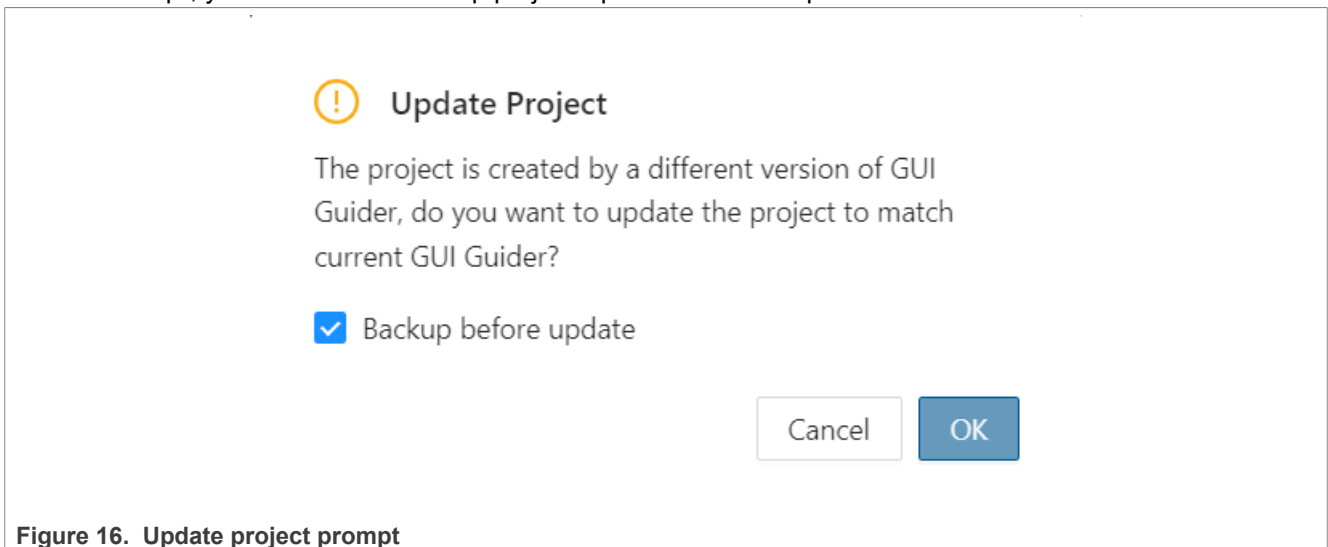 Update Project
The project is created by a different version of GUI
Guider, do you want to update the project to match
current GUI Guider?
Backup before update
Cancel OK
Figure 16. Update project prompt